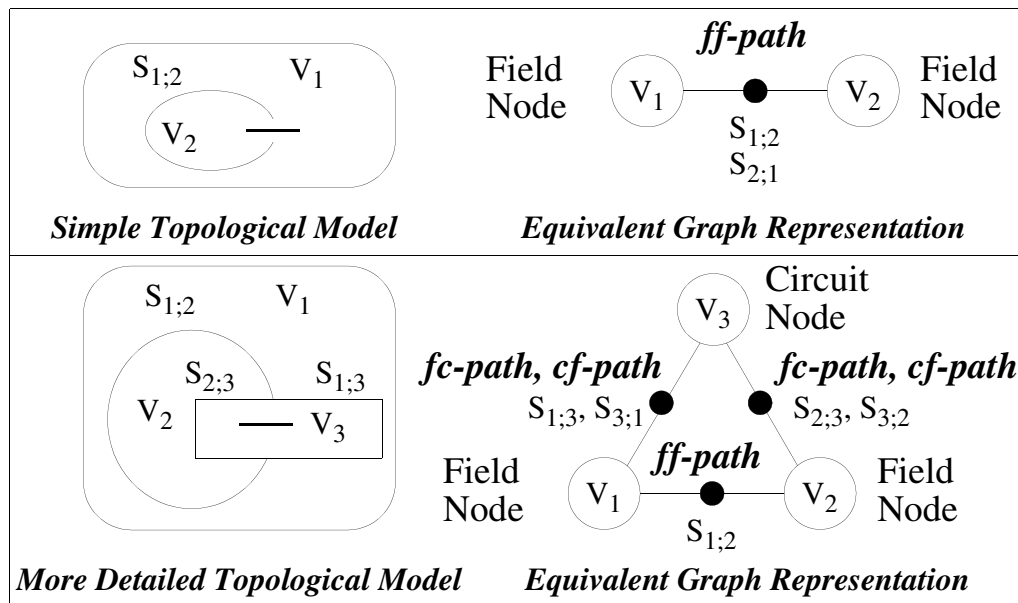 ff-path
S1;2 V1
Field Node
V1
V2
Field Node
V2
S1;2
S2;1
Simple Topological Model
Equivalent Graph Representation
Circuit Node
S1;2 V1
V3
fc-path, cf-path
fc-path, cf-path
S2;3 S1;3
S1;3, S3;1
S2;3, S3;2
V2
V3
ff-path
Field Node
V1
V2
Field Node
S1;2
More Detailed Topological Model
Equivalent Graph Representation